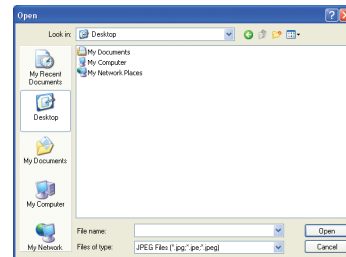 Open
Look in: Desktop
My Documents
My Computer
My Network Places
My Recent
Documents
Desktop
My Documents
My Computer
My Network
File name:
Open
Files of type: JPEG Files (*.jpg;*.jpe;*.jpeg)
Cancel